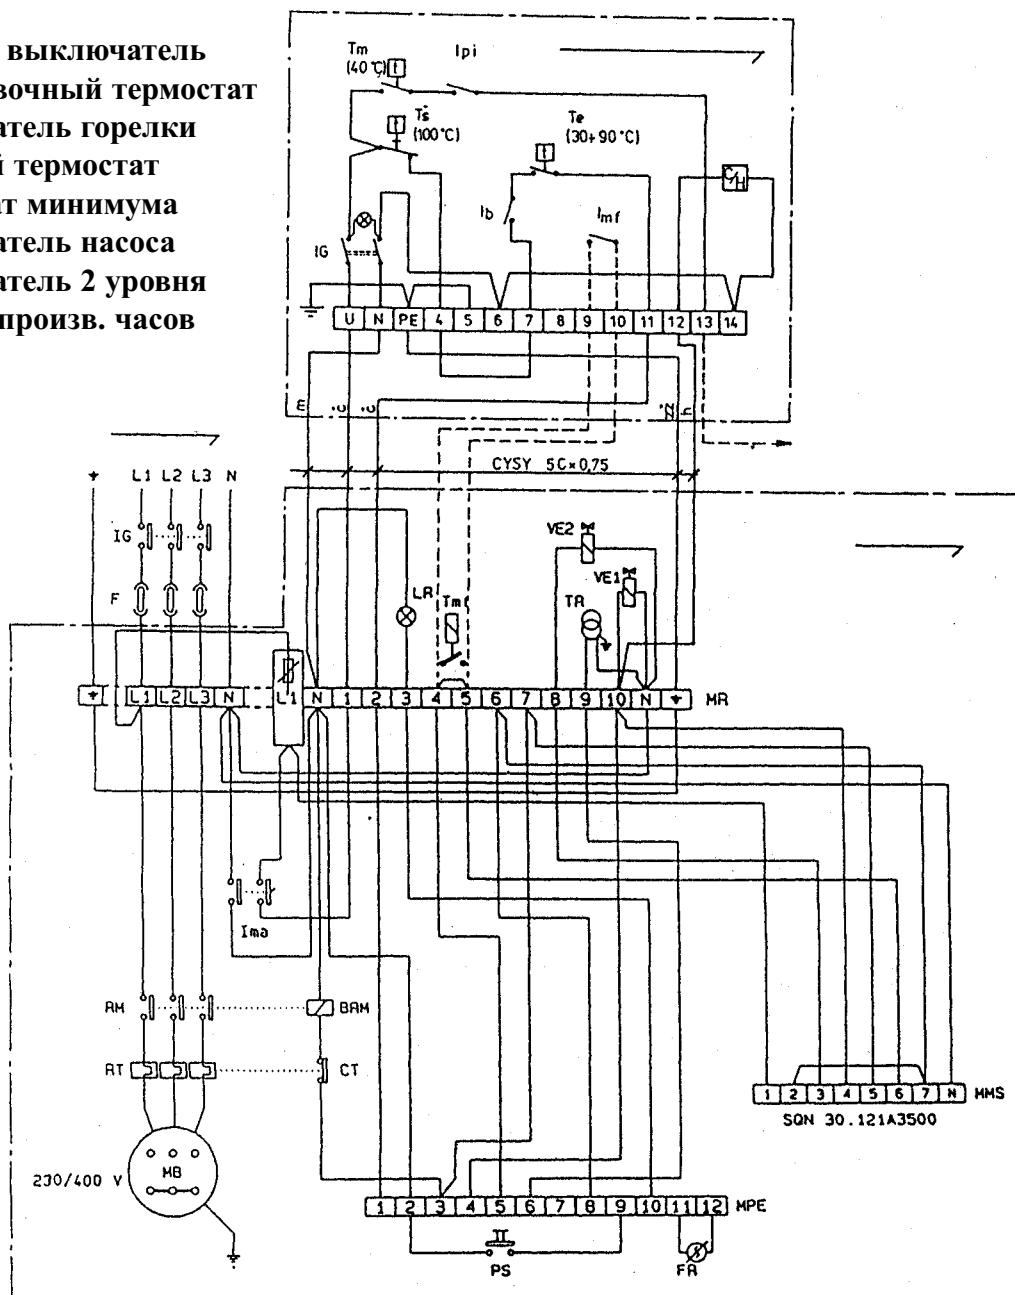 выключатель
вочный термостат
атель горелки
й термостат
ат минимума
атель насоса
атель 2 уровня
произв. часов
Tm
(40°C)
Ipi
Ts
(100°C)
Te
(30÷90°C)
C/H
Ib
Imf
IG
U N PE 4 5 6 7 8 9 10 11 12 13 14
CYSY 5G×0,75
L1 L2 L3 N
IG
F
LR
Tmf
VE2
VE1
TR
L1 L2 L3 N L1 N 1 2 3 4 5 6 7 8 9 10 N MR
Ima
RM
BRM
RT
CT
1 2 3 4 5 6 7 N MMS
SQN 30.121A3500
230/400 V
MB
1 2 3 4 5 6 7 8 9 10 11 12 MPE
PS
FR